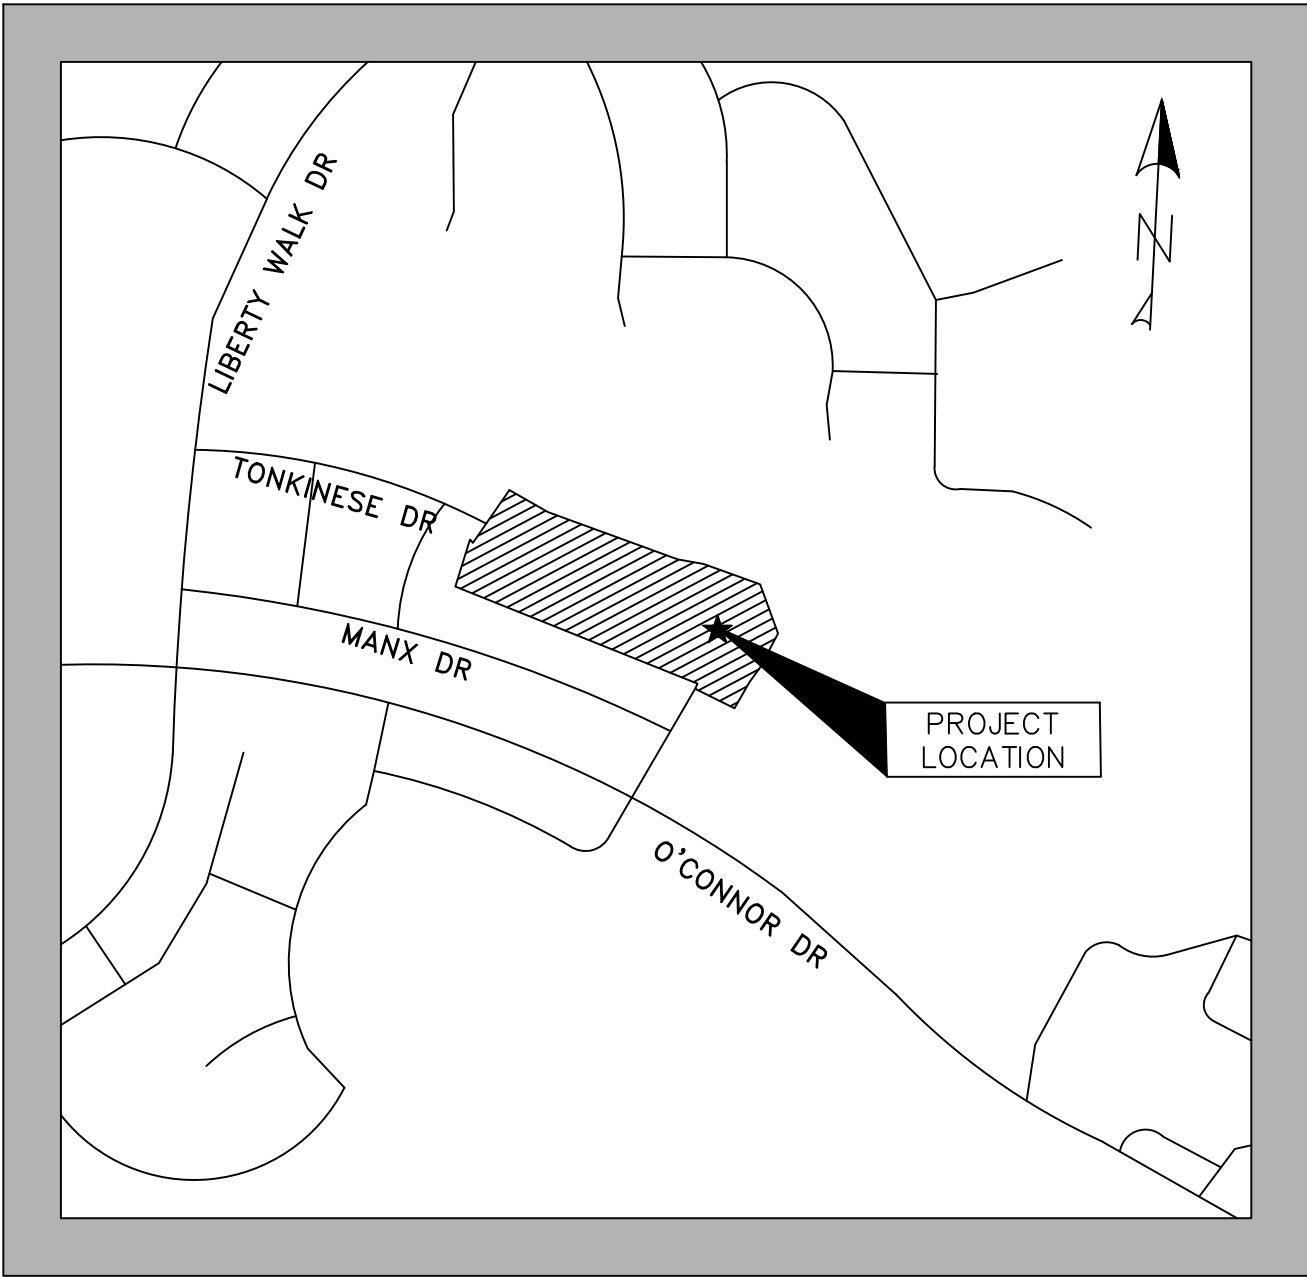 LIBERTY WALK DR
N
TONKINESE DR
MANX DR
PROJECT
LOCATION
O'CONNOR DR